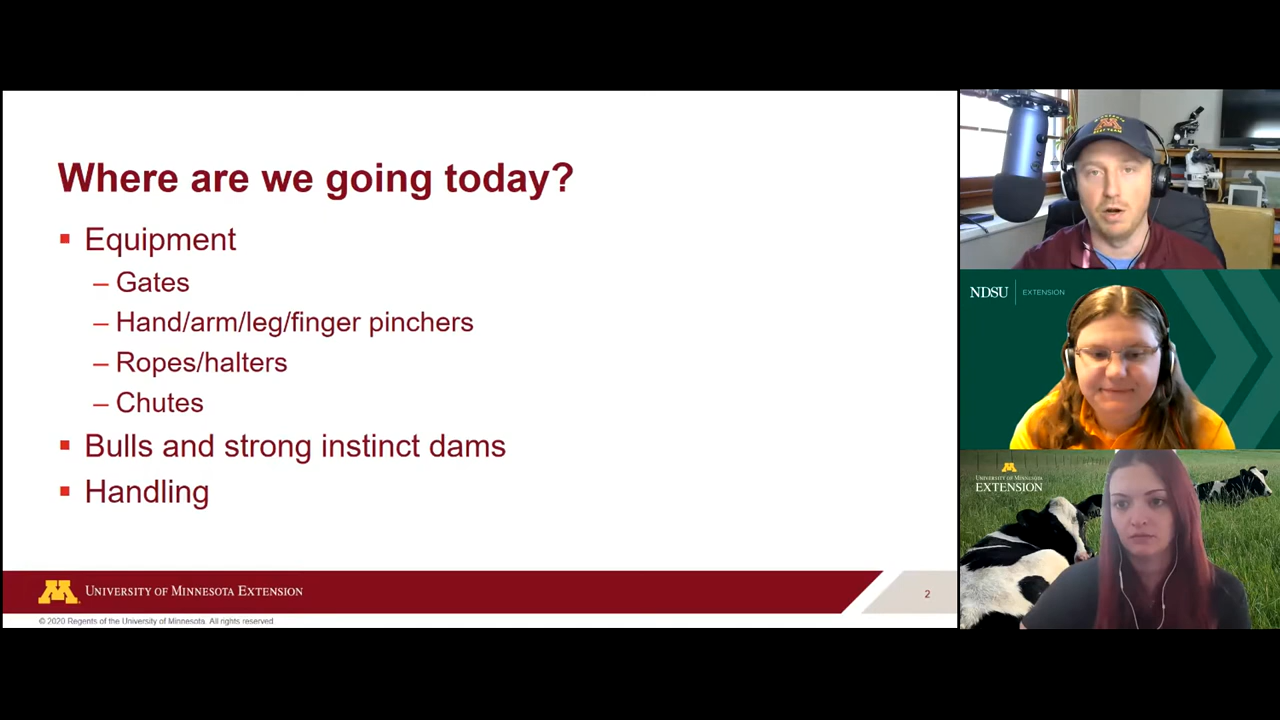 Where are we going today?
Equipment
– Gates
– Hand/arm/leg/finger pinchers
– Ropes/halters
– Chutes
Bulls and strong instinct dams
Handling
UNIVERSITY OF MINNESOTA EXTENSION
2
© 2020 Regents of the University of Minnesota. All rights reserved
NDSU EXTENSION
UNIVERSITY OF MINNESOTA
EXTENSION